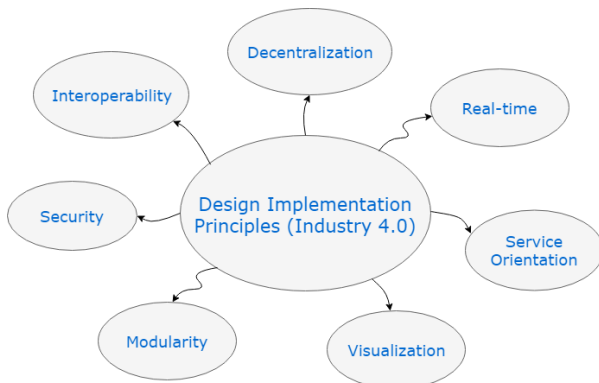 Decentralization
Interoperability
Real-time
Design Implementation
Principles (Industry 4.0)
Security
Service
Orientation
Modularity
Visualization